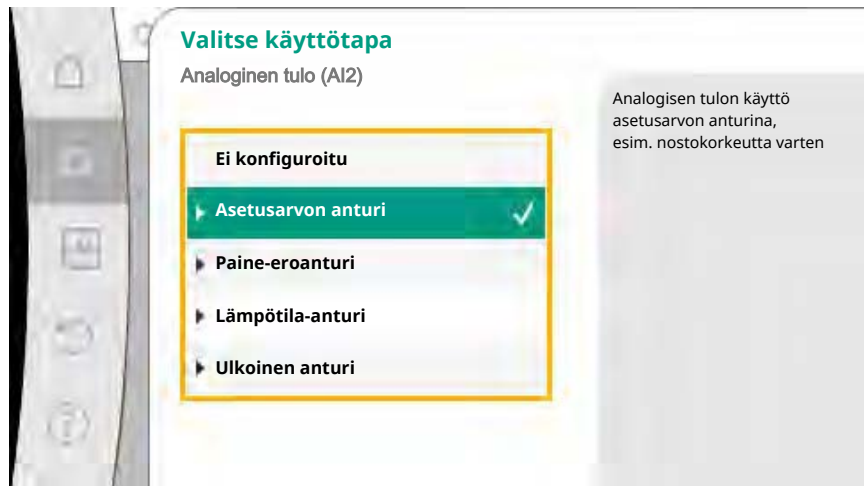 Valitse käyttötapa
Analoginen tulo (AI2)
Ei konfiguroitu
Asetusarvon anturi
Paine-eroanturi
Lämpötila-anturi
Ulkoinen anturi
Analogisen tulon käyttö
asetusarvon anturina,
esim. nostokorkeutta varten